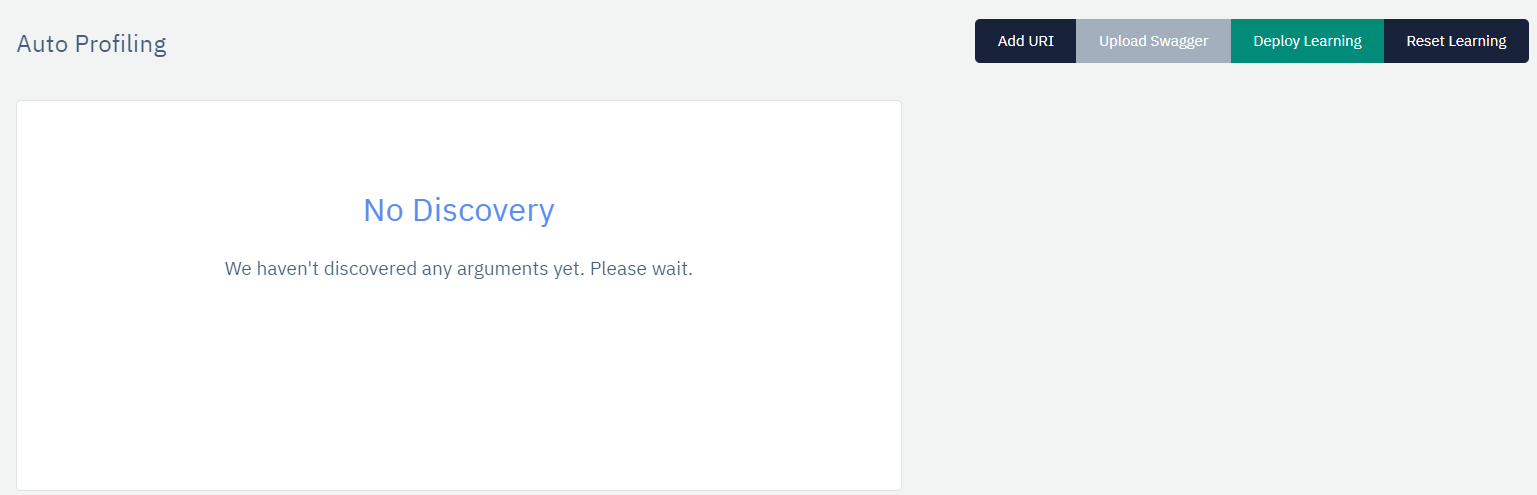 Auto Profiling
Add URI
Upload Swagger
Deploy Learning
Reset Learning
No Discovery
We haven't discovered any arguments yet. Please wait.